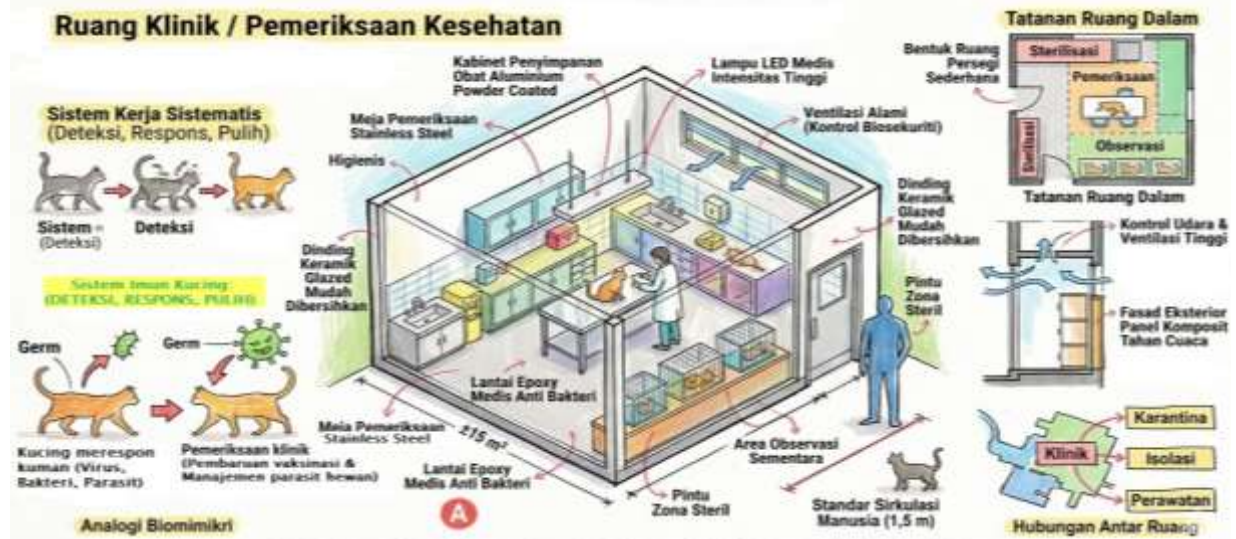 Ruang Klinik / Pemeriksaan Kesehatan
Sistem Kerja Sistematis
(Deteksi, Respons, Pulih)
Sistem =
(Deteksi)
Deteksi
Sistem Imun Kucing
(DETEKSI, RESPONS, PULIH)
Germ
Germ
Kucing merespon
kuman (Virus,
Bakteri, Parasit)
Pemeriksaan klinik
(Pembaruan vaksinasi &
Manajemen parasit hewan)
Analogi Biomimikri
Kabinet Penyimpanan
Obat Aluminium
Powder Coated
Meja Pemeriksaan
Stainless Steel
Higienis
Dinding
Keramik
Glazed
Mudah
Dibersihkan
Lampu LED Medis
Intensitas Tinggi
Ventilasi Alami
(Kontrol Biosekuriti)
Dinding
Keramik
Glazed
Mudah
Dibersihkan
Pintu
Zona
Steril
Lantai Epoxy
Medis Anti Bakteri
Meja Pemeriksaan
Stainless Steel
±15 m²
Lantai Epoxy
Medis Anti Bakteri
A
Pintu
Zona Steril
Area Observasi
Sementara
Standar Sirkulasi
Manusia (1,5 m)
Tatanan Ruang Dalam
Bentuk Ruang
Persegi
Sederhana
Sterilisasi
Pemeriksaan
Observasi
Tatanan Ruang Dalam
Kontrol Udara &
Ventilasi Tinggi
Fasad Eksterior
Panel Komposit
Tahan Cuaca
Klinik
Karantina
Isolasi
Perawatan
Hubungan Antar Ruang